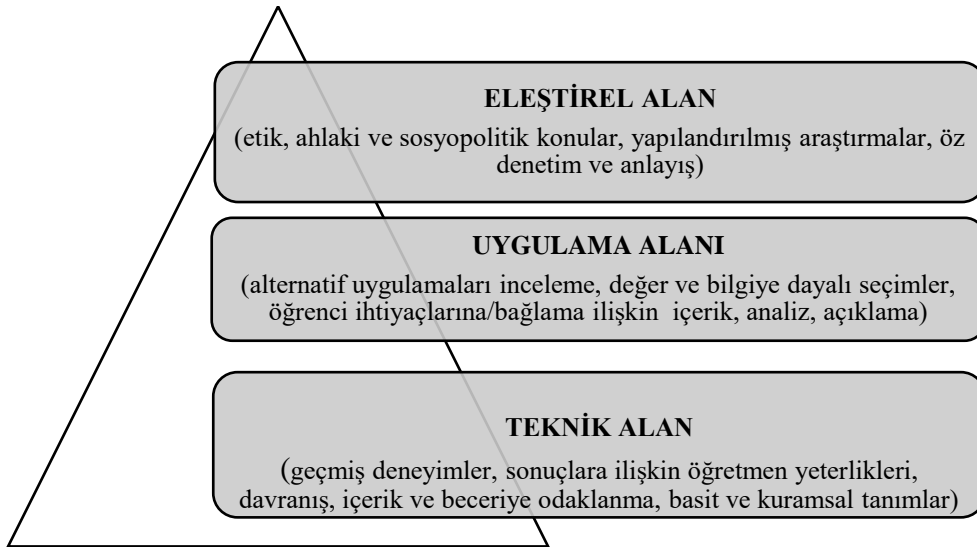 ELEŞTİREL ALAN
(etik, ahlaki ve sosyopolitik konular, yapılandırılmış araştırmalar, öz
denetim ve anlayış)
UYGULAMA ALANI
(alternatif uygulamaları inceleme, değer ve bilgiye dayalı seçimler,
öğrenci ihtiyaçlarına/bağlama ilişkin içerik, analiz, açıklama)
TEKNİK ALAN
(geçmiş deneyimler, sonuçlara ilişkin öğretmen yeterlikleri,
davranış, içerik ve beceriye odaklanma, basit ve kuramsal tanımlar)